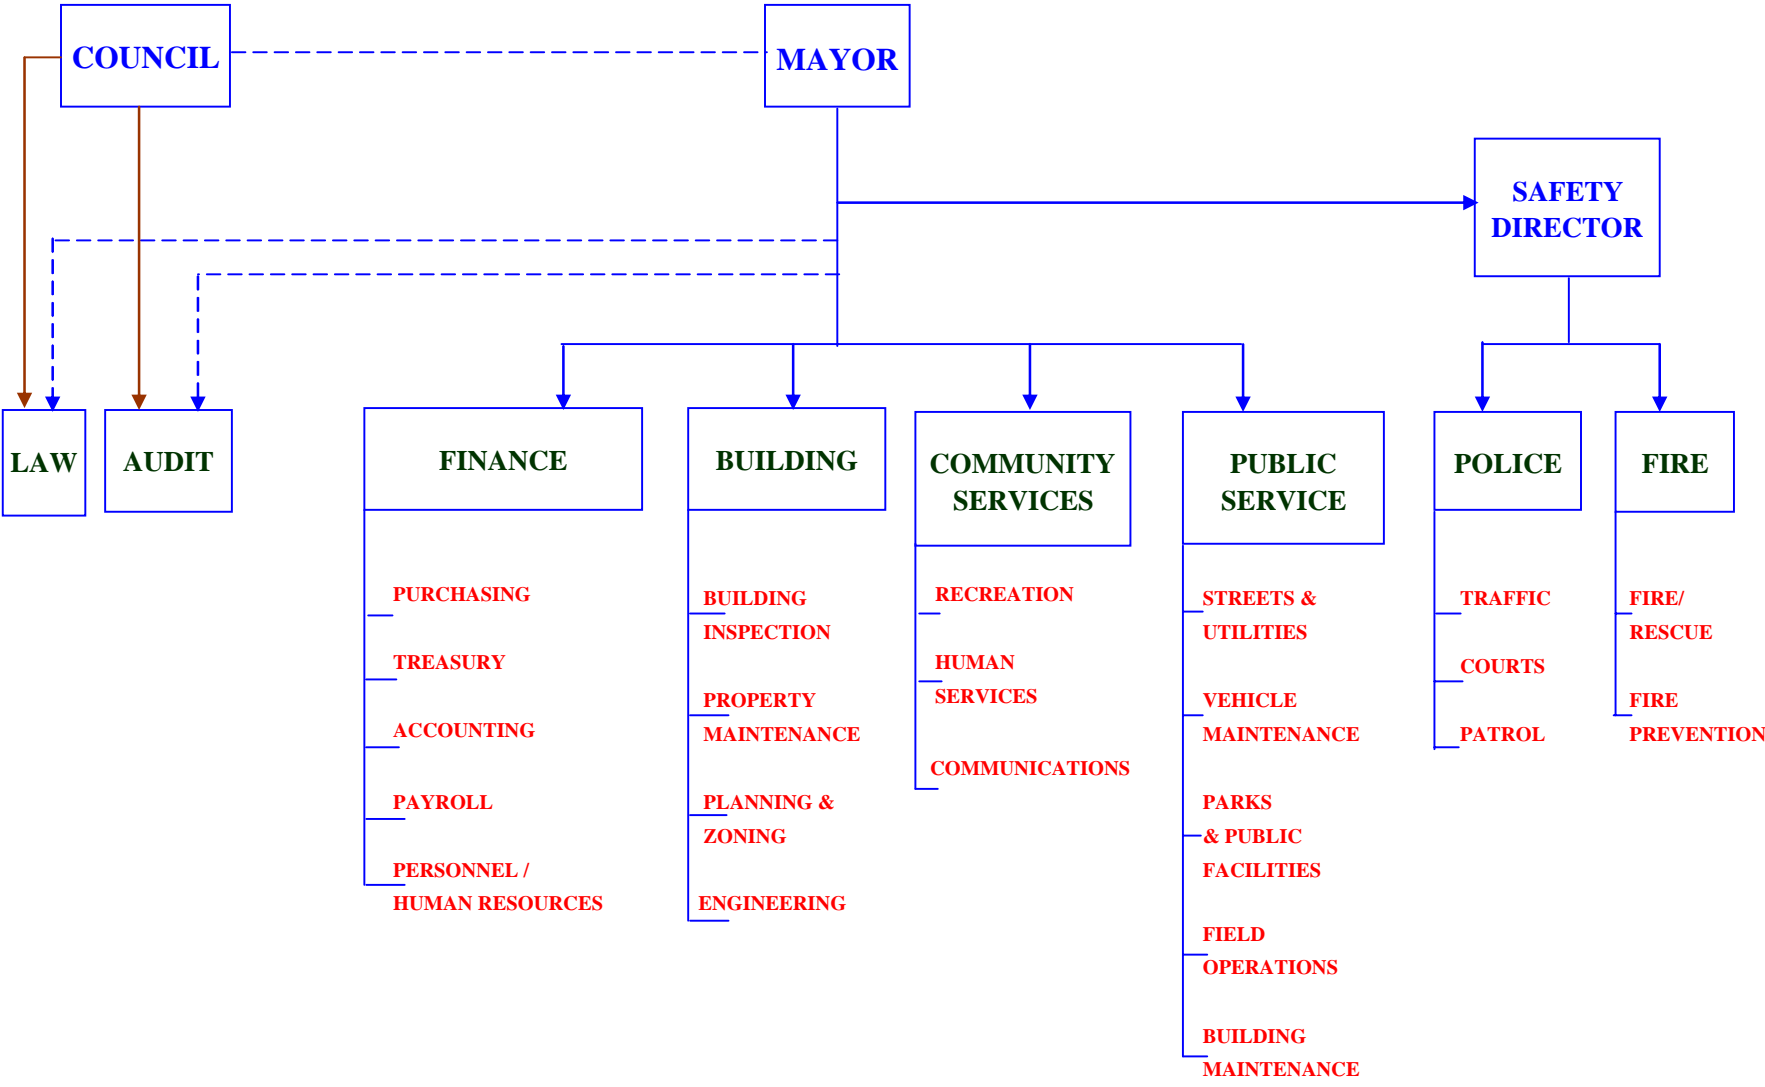 COUNCIL
MAYOR
SAFETY
DIRECTOR
LAW
AUDIT
FINANCE
BUILDING
COMMUNITY
SERVICES
PUBLIC
SERVICE
POLICE
FIRE
PURCHASING
TREASURY
ACCOUNTING
PAYROLL
PERSONNEL /
HUMAN RESOURCES
BUILDING
INSPECTION
PROPERTY
MAINTENANCE
PLANNING &
ZONING
ENGINEERING
RECREATION
HUMAN
SERVICES
COMMUNICATIONS
STREETS &
UTILITIES
VEHICLE
MAINTENANCE
PARKS
& PUBLIC
FACILITIES
FIELD
OPERATIONS
BUILDING
MAINTENANCE
TRAFFIC
COURTS
PATROL
FIRE/
RESCUE
FIRE
PREVENTION